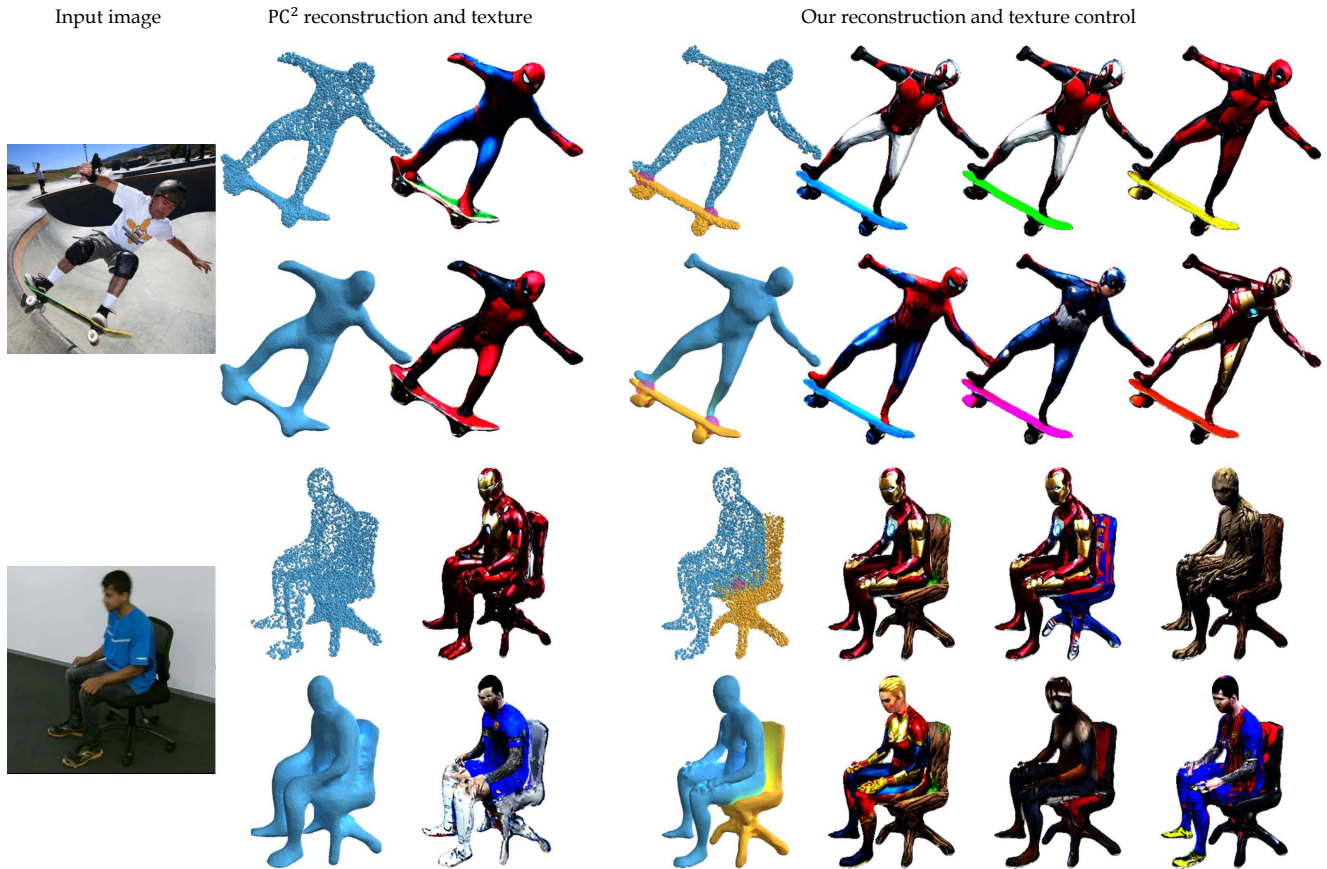 Input image
PC² reconstruction and texture
Our reconstruction and texture control